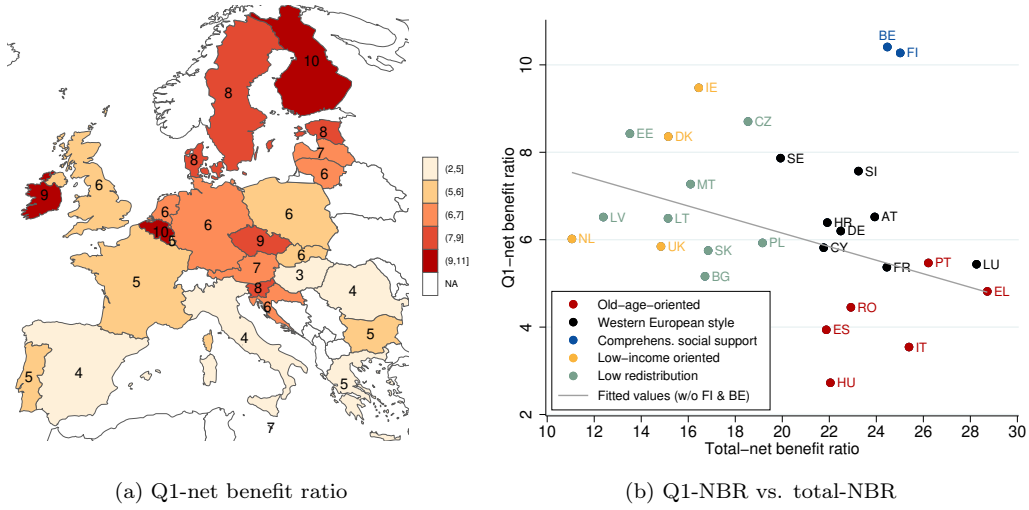 10
8
8
8
7
6
9
6
6
6
6
10
5
9
6
7
3
8
6
5
4
5
4
5
4
5
7
(2,5]
(5,6]
(6,7]
(7,9]
(9,11]
NA
(a) Q1-net benefit ratio
Q1−net benefit ratio
10
8
6
4
2
BE
FI
IE
CZ
EE
DK
SE
SI
MT
LV
LT
HR
AT
DE
NL
UK
SK
PL
CY
BG
FR
PT
LU
EL
RO
ES
IT
HU
Old−age−oriented
Western European style
Comprehens. social support
Low−income oriented
Low redistribution
Fitted values (w/o FI & BE)
10 12 14 16 18 20 22 24 26 28 30
Total−net benefit ratio
(b) Q1-NBR vs. total-NBR